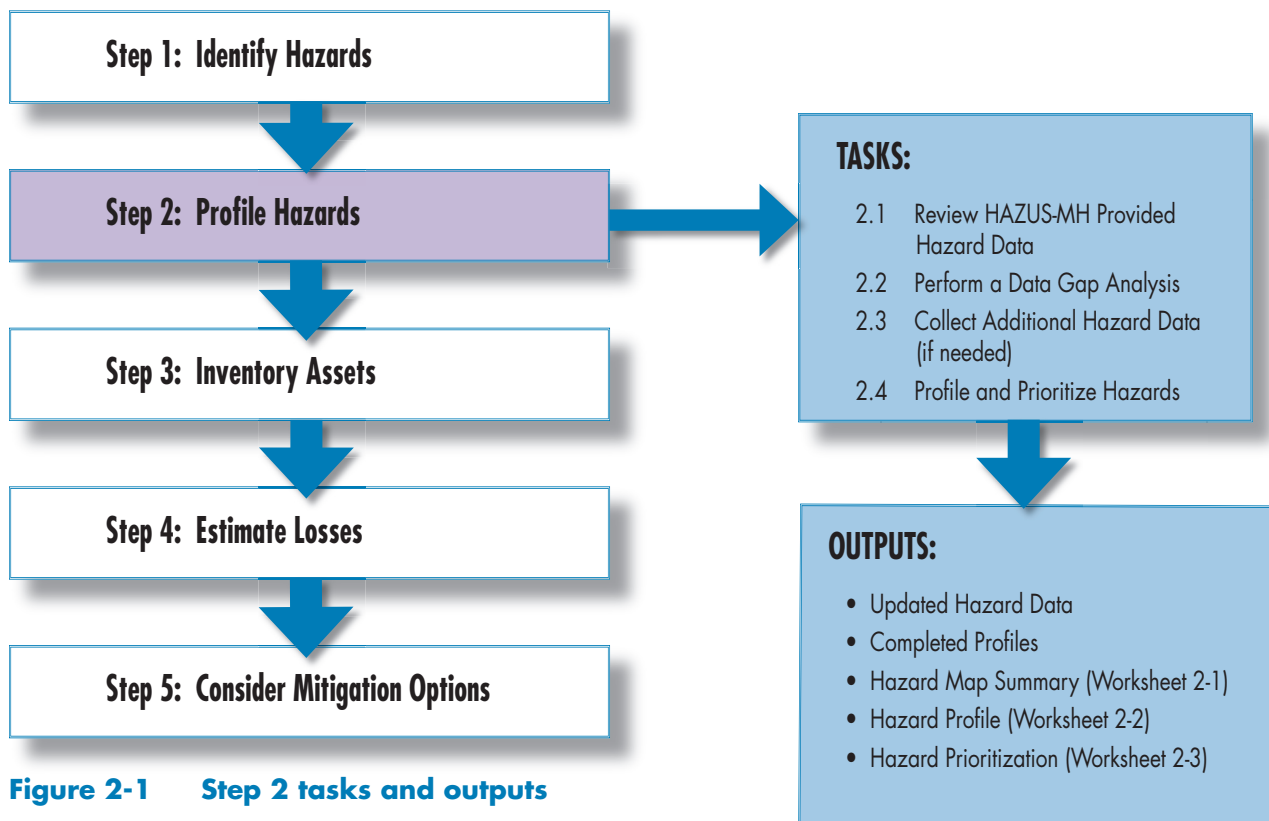 Step 1: Identify Hazards
Step 2: Profile Hazards
Step 3: Inventory Assets
Step 4: Estimate Losses
Step 5: Consider Mitigation Options
Figure 2-1 Step 2 tasks and outputs
TASKS:
2.1 Review HAZUS-MH Provided
Hazard Data
2.2 Perform a Data Gap Analysis
2.3 Collect Additional Hazard Data
(if needed)
2.4 Profile and Prioritize Hazards
OUTPUTS:
• Updated Hazard Data
• Completed Profiles
• Hazard Map Summary (Worksheet 2-1)
• Hazard Profile (Worksheet 2-2)
• Hazard Prioritization (Worksheet 2-3)